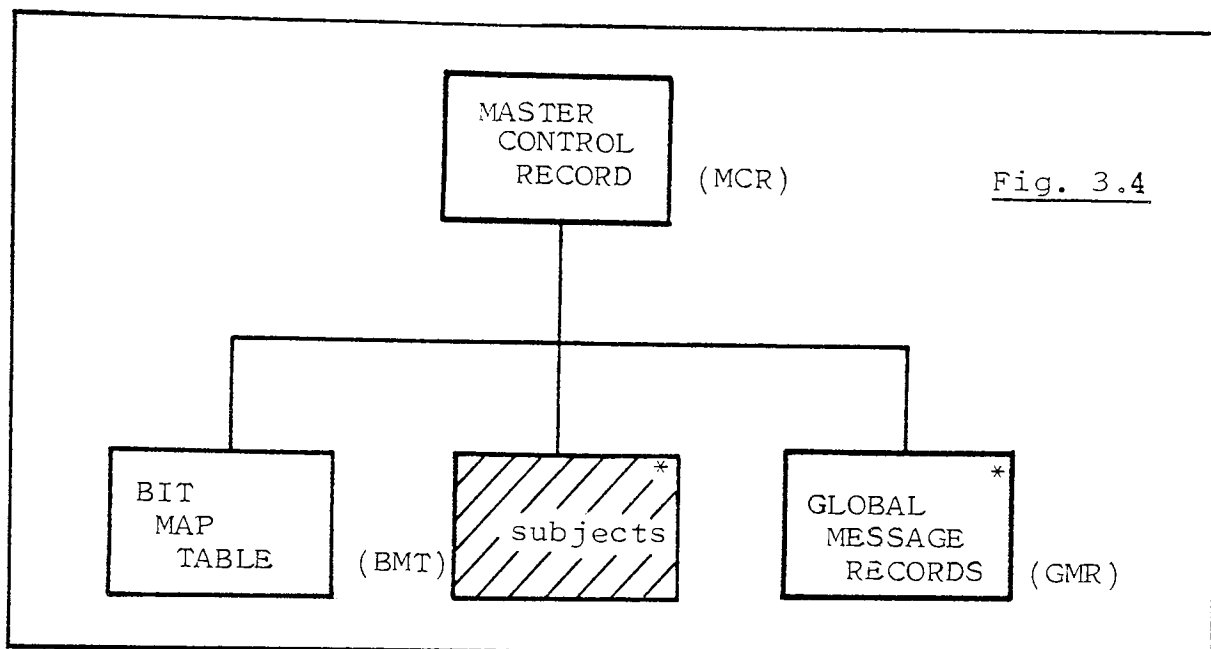 MASTER
CONTROL
RECORD
(MCR)
Fig. 3.4
BIT
MAP
TABLE
(BMT)
*
subjects
*
GLOBAL
MESSAGE
RECORDS
(GMR)